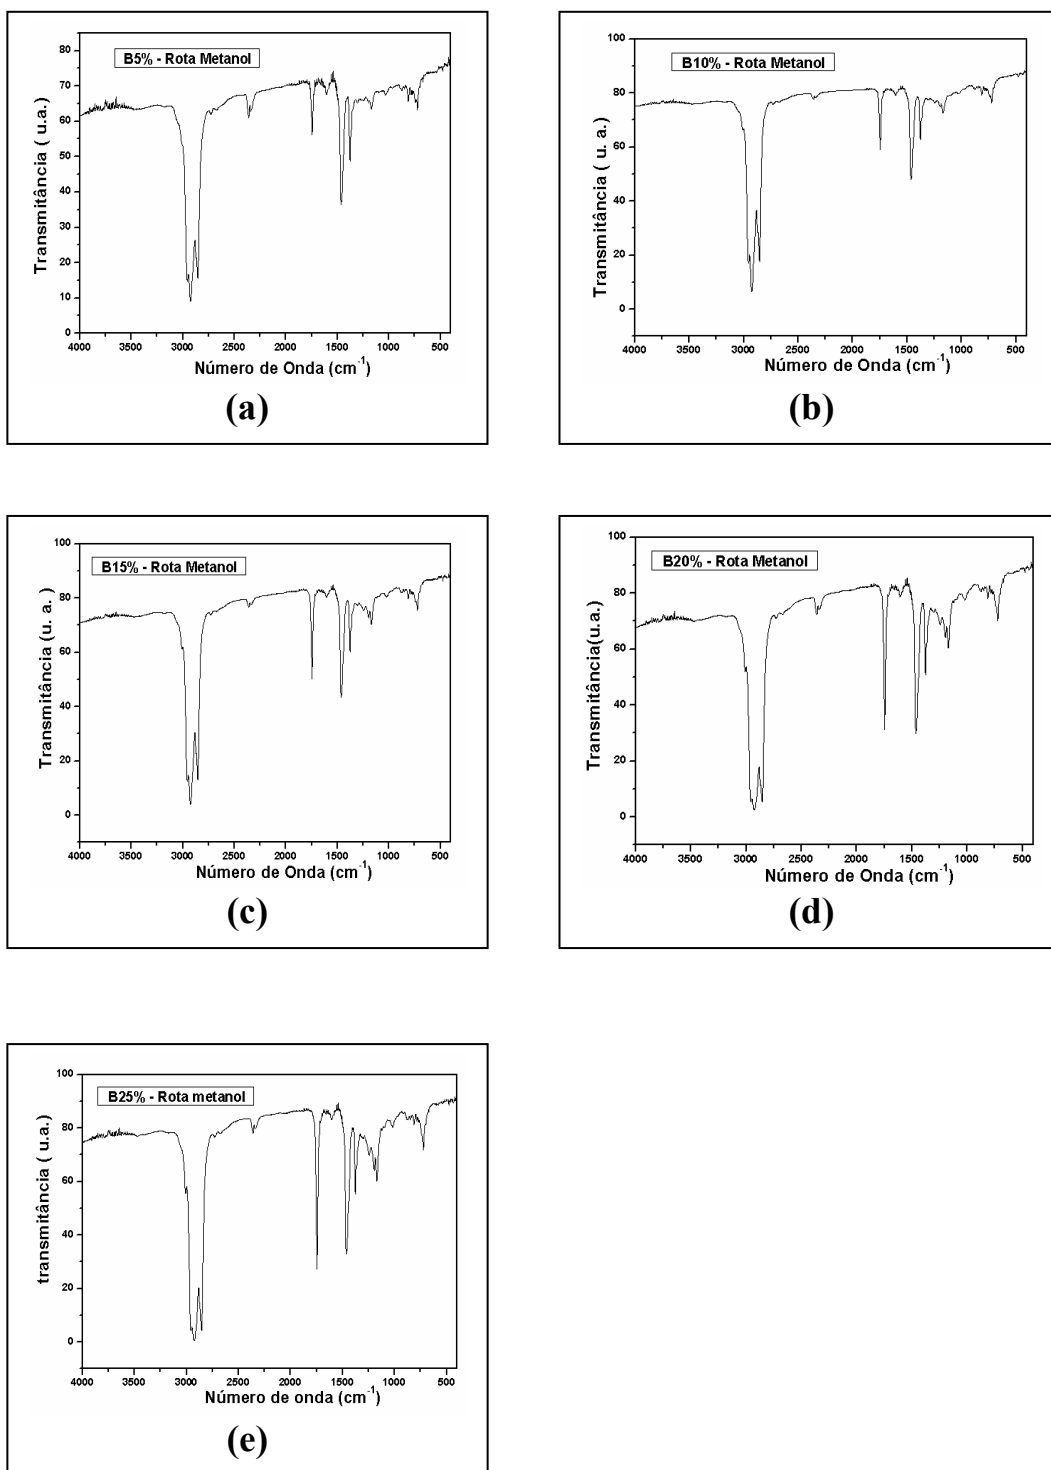 B5% - Rota Metanol
Transmitância ( u.a.)
80
70
60
50
40
30
20
10
0
4000 3500 3000 2500 2000 1500 1000 500
Número de Onda (cm-1)
(a)
B10% - Rota Metanol
Transmitância ( u. a.)
100
80
60
40
20
0
4000 3500 3000 2500 2000 1500 1000 500
Número de Onda (cm-1)
(b)
B15% - Rota Metanol
Transmitância (u. a.)
100
80
60
40
20
0
4000 3500 3000 2500 2000 1500 1000 500
Número de Onda (cm-1)
(c)
B20% - Rota Metanol
Transmitância(u.a.)
100
80
60
40
20
0
4000 3500 3000 2500 2000 1500 1000 500
Número de Onda (cm-1)
(d)
B25% - Rota metanol
transmitância ( u.a.)
100
80
60
40
20
0
4000 3500 3000 2500 2000 1500 1000 500
Número de onda (cm-1)
(e)